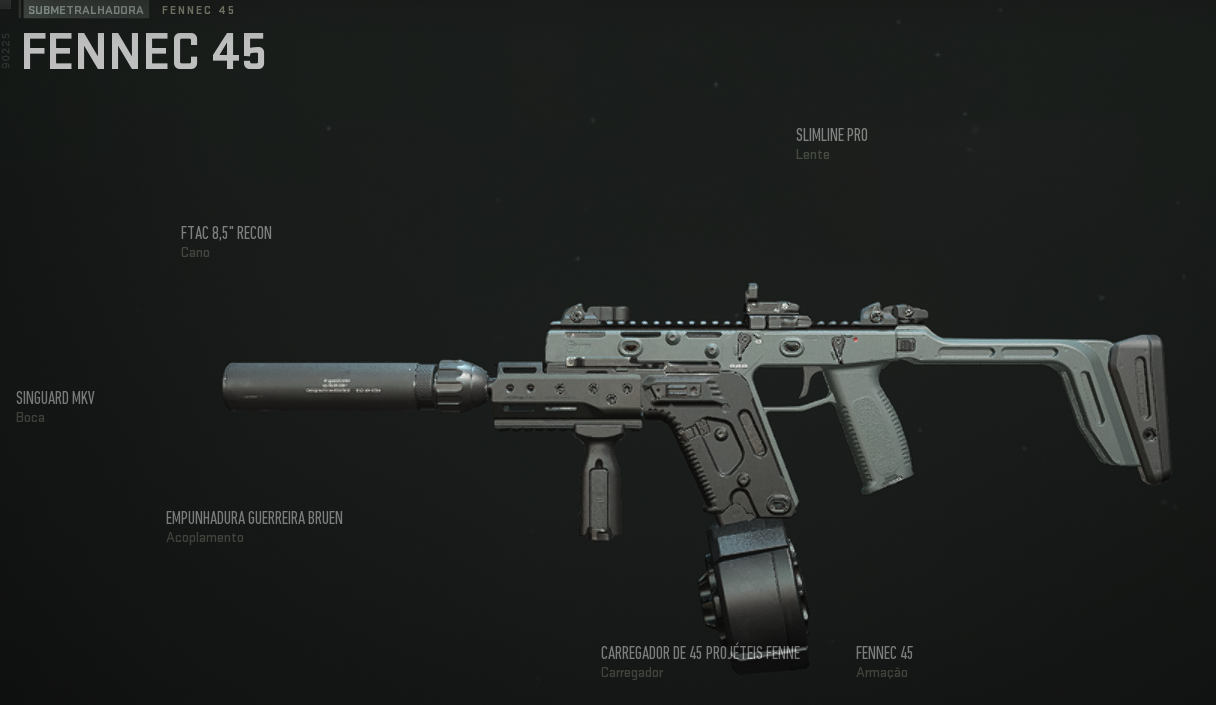 SUBMETRALHADORA FENNEC 45
90225
FENNEC 45
SLIMLINE PRO
Lente
FTAC 8,5" RECON
Cano
SINGUARD MKV
Boca
EMPUNHADURA GUERREIRA BRUEN
Acoplamento
CARREGADOR DE 45 PROJÉTEIS FENNE
Carregador
FENNEC 45
Armação